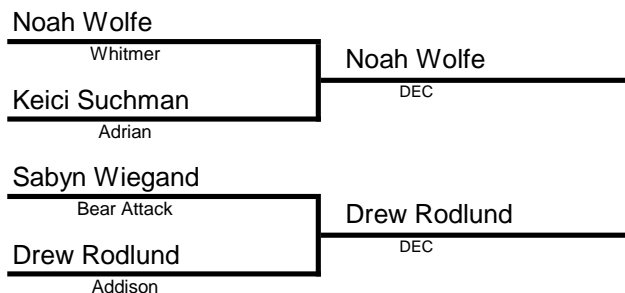 Noah Wolfe
Whitmer
Noah Wolfe
DEC
Keici Suchman
Adrian
Sabyn Wiegand
Bear Attack
Drew Rodlund
DEC
Drew Rodlund
Addison